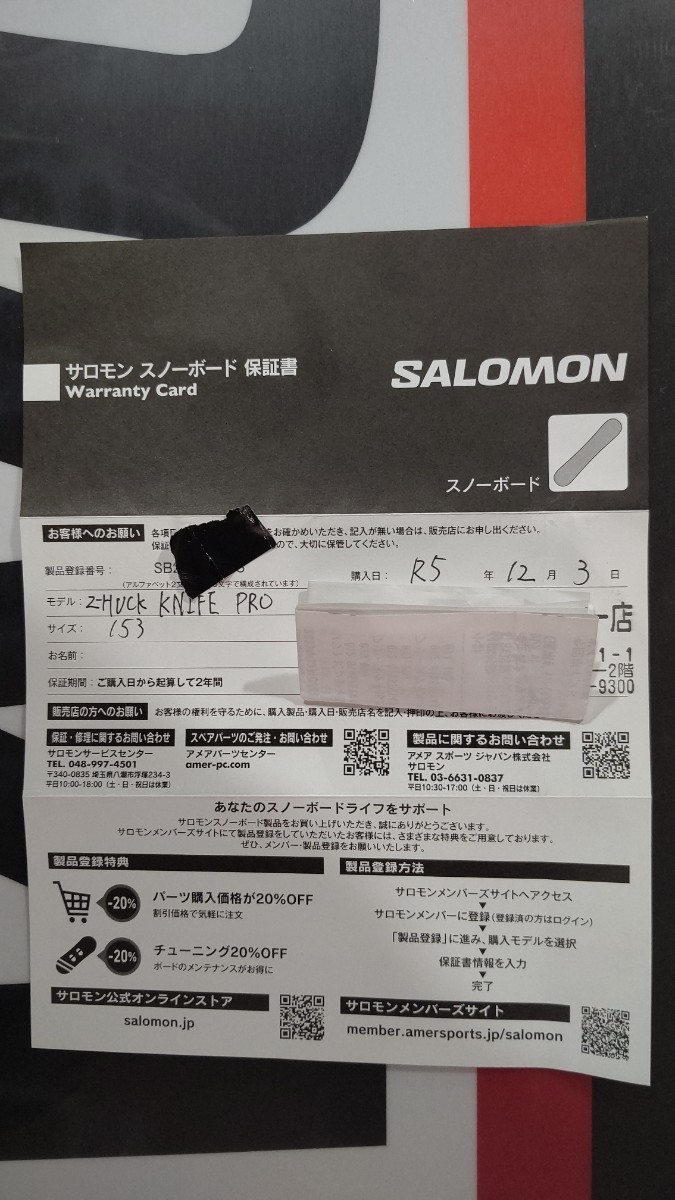 サロモン スノーボード 保証書
Warranty Card
SALOMON
スノーボード
お客様へのお願い
をお確かめいただき、記入が無い場合は、販売店にお申し出ください。
保証
ので、大切に保管してください。
製品登録番号:
購入日: R5 年 12 月 3 日
モデル: 2-HUCK KNIFE PRO
サイズ: 153
お名前:
保証期間: ご購入日から起算して2年間
店
1-1
2階
-9300
販売店の方へのお願い
お客様の権利を守るために、購入製品・購入日・販売店名を記入・押印の上、お客様にお渡し
保証・修理に関するお問い合わせ
サロモンサービスセンター
TEL. 048-997-4501
〒340-0835 埼玉県八潮市浮塚234-3
平日10:00-18:00（土・日・祝日は休業）
スペアパーツのご発注・お問い合わせ
アメアパーツセンター
amer-pc.com
製品に関するお問い合わせ
アメア スポーツ ジャパン株式会社
サロモン
TEL. 03-6631-0837
平日10:30-17:00（土・日・祝日は休業）
あなたのスノーボードライフをサポート
サロモンスノーボード製品をお買い上げいただき、誠にありがとうございます。
サロモンメンバーズサイトにて製品登録をしていただいたお客様には、さまざまな特典をご用意しております。
ぜひ、メンバー・製品登録をお願いいたします。
製品登録特典
-20%
パーツ購入価格が20%OFF
割引価格で気軽に注文
-20%
チューニング20%OFF
ボードのメンテナンスがお得に
サロモン公式オンラインストア
salomon.jp
製品登録方法
サロモンメンバーズサイトへアクセス
▼
サロモンメンバーに登録（登録済の方はログイン）
▼
「製品登録」に進み、購入モデルを選択
▼
保証書情報を入力
▼
完了
サロモンメンバーズサイト
member.amersports.jp/salomon